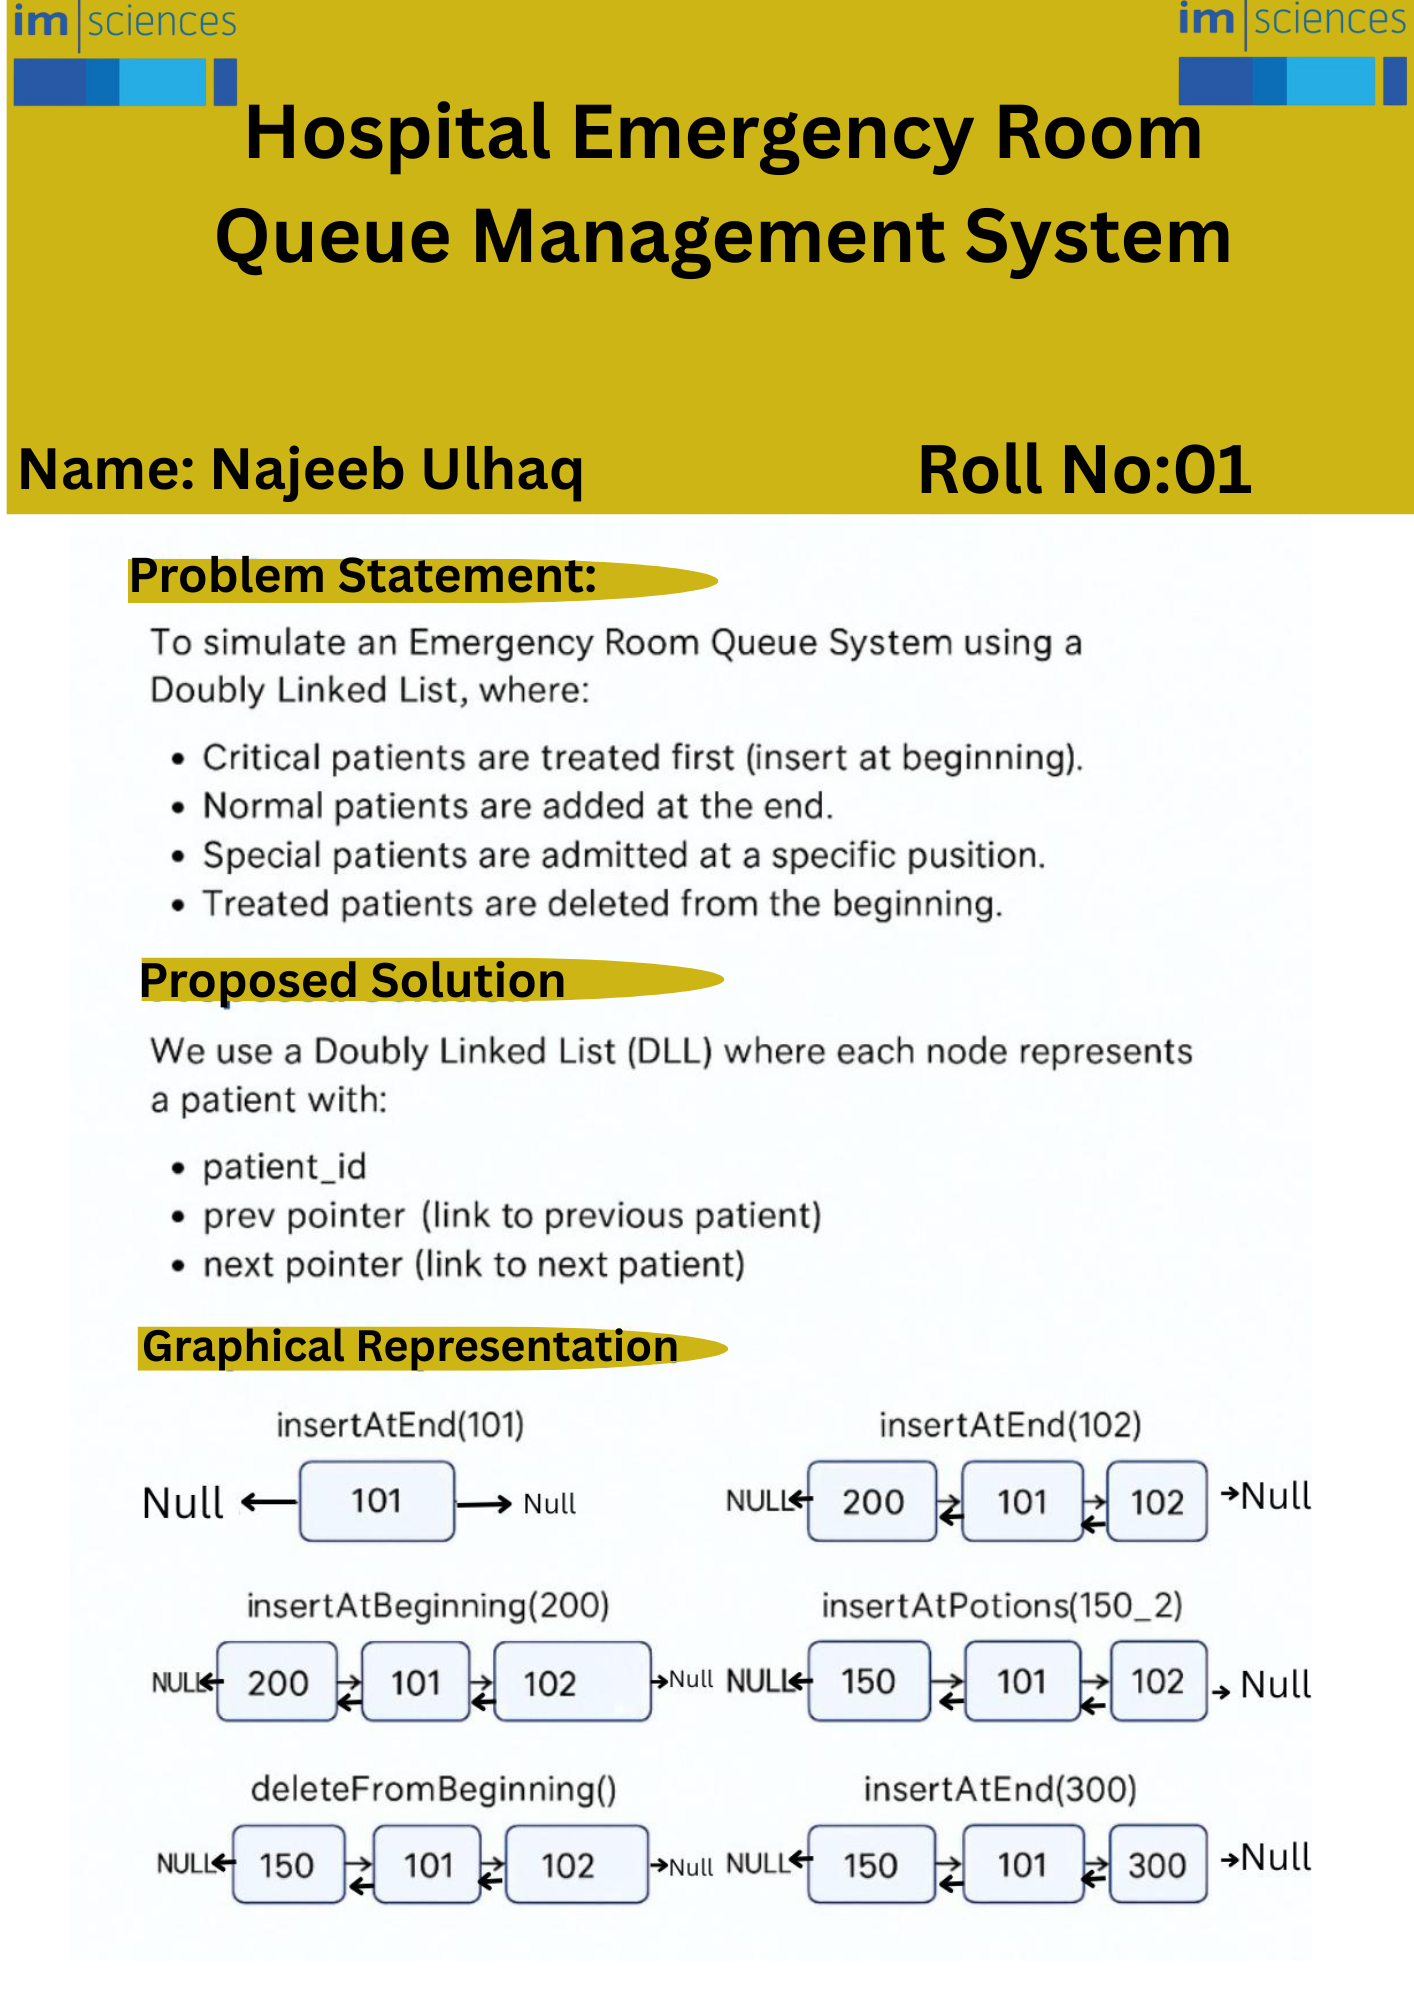 im|sciences
im|sciences
Hospital Emergency Room
Queue Management System
Name: Najeeb Ulhaq
Roll No:01
Problem Statement:
To simulate an Emergency Room Queue System using a
Doubly Linked List, where:
• Critical patients are treated first (insert at beginning).
• Normal patients are added at the end.
• Special patients are admitted at a specific pusition.
• Treated patients are deleted from the beginning.
Proposed Solution
We use a Doubly Linked List (DLL) where each node represents
a patient with:
• patient_id
• prev pointer (link to previous patient)
• next pointer (link to next patient)
Graphical Representation
insertAtEnd(101)
Null 101 Null
insertAtEnd(102)
NULL 200 101 102 Null
insertAtBeginning(200)
NULL 200 101 102 Null
insertAtPotions(150_2)
NULL 150 101 102 Null
deleteFromBeginning()
NULL 150 101 102 Null
insertAtEnd(300)
NULL 150 101 300 Null